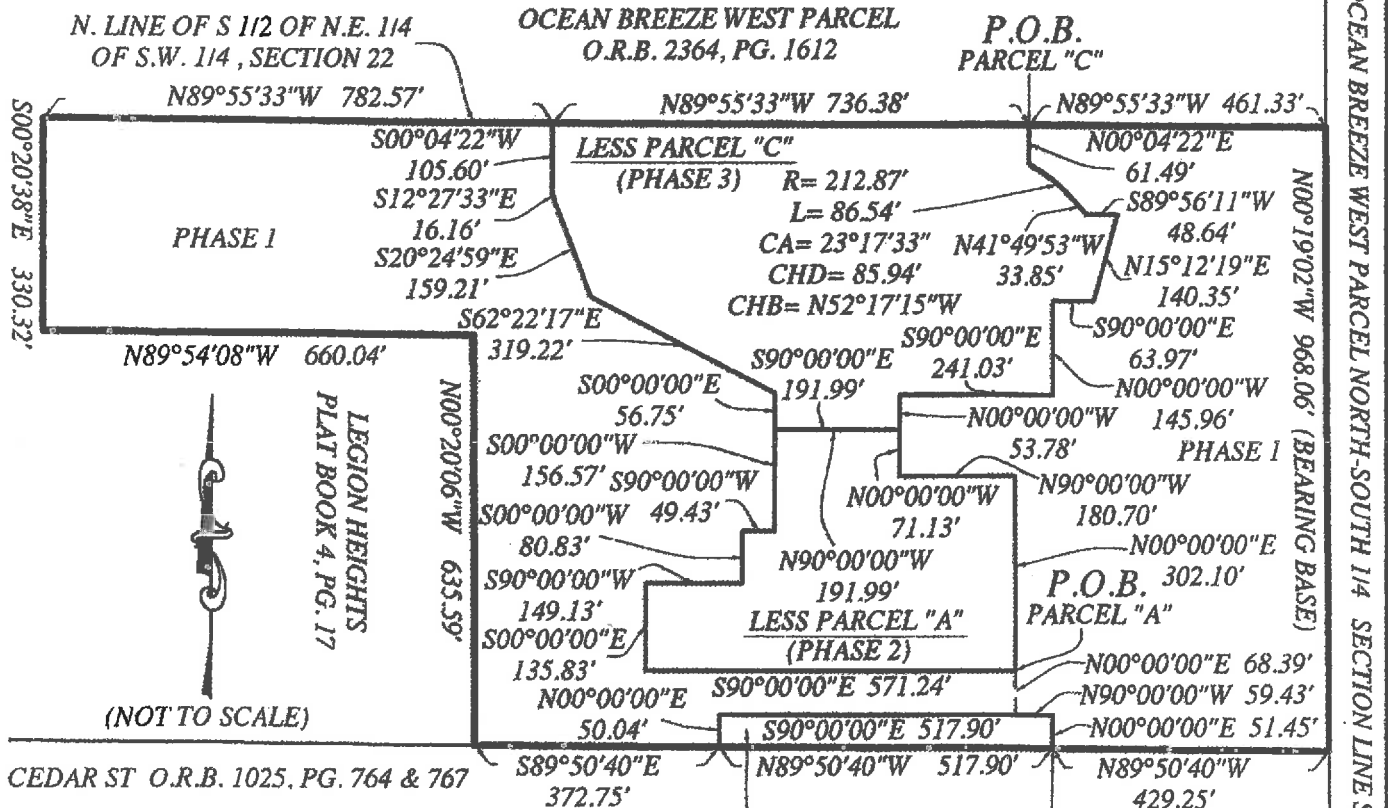 N. LINE OF S 1/2 OF N.E. 1/4
OF S.W. 1/4 , SECTION 22
OCEAN BREEZE WEST PARCEL
O.R.B. 2364, PG. 1612
P.O.B.
PARCEL "C"
N89°55'33"W 782.57'
N89°55'33"W 736.38'
N89°55'33"W 461.33'
S00°20'38"E 330.32'
PHASE 1
S00°04'22"W
105.60'
S12°27'33"E
16.16'
S20°24'59"E
159.21'
S62°22'17"E
319.22'
LESS PARCEL "C"
(PHASE 3)
R= 212.87'
L= 86.54'
CA= 23°17'33"
CHD= 85.94'
CHB= N52°17'15"W
N00°04'22"E
61.49'
S89°56'11"W
48.64'
N41°49'53"W
33.85'
N15°12'19"E
140.35'
S90°00'00"E
63.97'
S90°00'00"E
241.03'
N00°00'00"W
145.96'
N00°00'00"W
53.78'
PHASE 1
S90°00'00"E
191.99'
S00°00'00"E
56.75'
S00°00'00"W
156.57'
S90°00'00"W
49.43'
S00°00'00"W
80.83'
S90°00'00"W
149.13'
S00°00'00"E
135.83'
N00°00'00"W
71.13'
N90°00'00"W
180.70'
N90°00'00"W
191.99'
N00°00'00"E
302.10'
LESS PARCEL "A"
(PHASE 2)
P.O.B.
PARCEL "A"
S90°00'00"E 571.24'
N00°00'00"E 68.39'
N90°00'00"W 59.43'
N00°00'00"E
50.04'
S90°00'00"E 517.90'
N00°00'00"E 51.45'
N89°54'08"W 660.04'
LEGION HEIGHTS
PLAT BOOK 4, PG. 17
N00°20'06"W 635.59'
(NOT TO SCALE)
CEDAR ST O.R.B. 1025, PG. 764 & 767
S89°50'40"E
372.75'
N89°50'40"W 517.90'
N89°50'40"W
429.25'
N00°19'02"W 968.06' (BEARING BASE)
OCEAN BREEZE WEST PARCEL NORTH-SOUTH 1/4 SECTION LINE